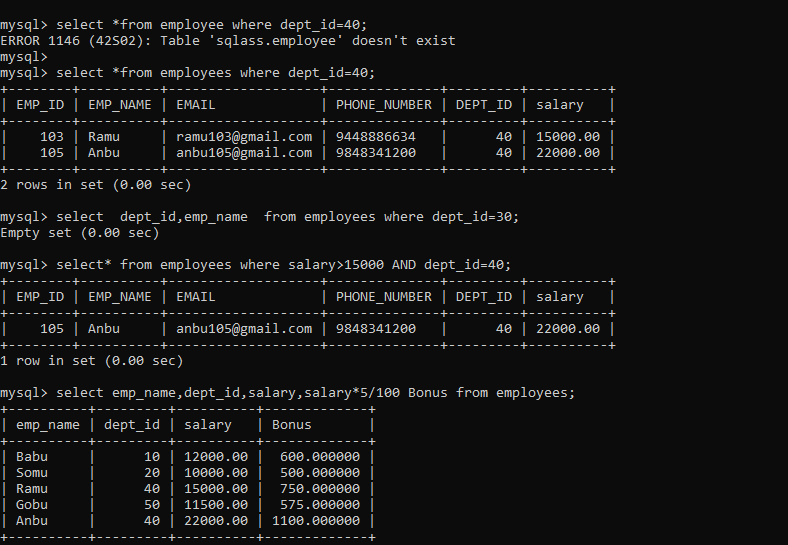 mysql> select *from employee where dept_id=40;
ERROR 1146 (42S02): Table 'sqlass.employee' doesn't exist
mysql>
mysql> select *from employees where dept_id=40;
+--------+----------+-------------------+--------------+---------+----------+
| EMP_ID | EMP_NAME | EMAIL             | PHONE_NUMBER | DEPT_ID | salary   |
+--------+----------+-------------------+--------------+---------+----------+
|    103 | Ramu     | ramu103@gmail.com | 9448886634   |      40 | 15000.00 |
|    105 | Anbu     | anbu105@gmail.com | 9848341200   |      40 | 22000.00 |
+--------+----------+-------------------+--------------+---------+----------+
2 rows in set (0.00 sec)
mysql> select  dept_id,emp_name  from employees where dept_id=30;
Empty set (0.00 sec)
mysql> select* from employees where salary>15000 AND dept_id=40;
+--------+----------+-------------------+--------------+---------+----------+
| EMP_ID | EMP_NAME | EMAIL             | PHONE_NUMBER | DEPT_ID | salary   |
+--------+----------+-------------------+--------------+---------+----------+
|    105 | Anbu     | anbu105@gmail.com | 9848341200   |      40 | 22000.00 |
+--------+----------+-------------------+--------------+---------+----------+
1 row in set (0.00 sec)
mysql> select emp_name,dept_id,salary,salary*5/100 Bonus from employees;
+----------+---------+----------+-------------+
| emp_name | dept_id | salary   | Bonus       |
+----------+---------+----------+-------------+
| Babu     |      10 | 12000.00 |  600.000000 |
| Somu     |      20 | 10000.00 |  500.000000 |
| Ramu     |      40 | 15000.00 |  750.000000 |
| Gobu     |      50 | 11500.00 |  575.000000 |
| Anbu     |      40 | 22000.00 | 1100.000000 |
+----------+---------+----------+-------------+